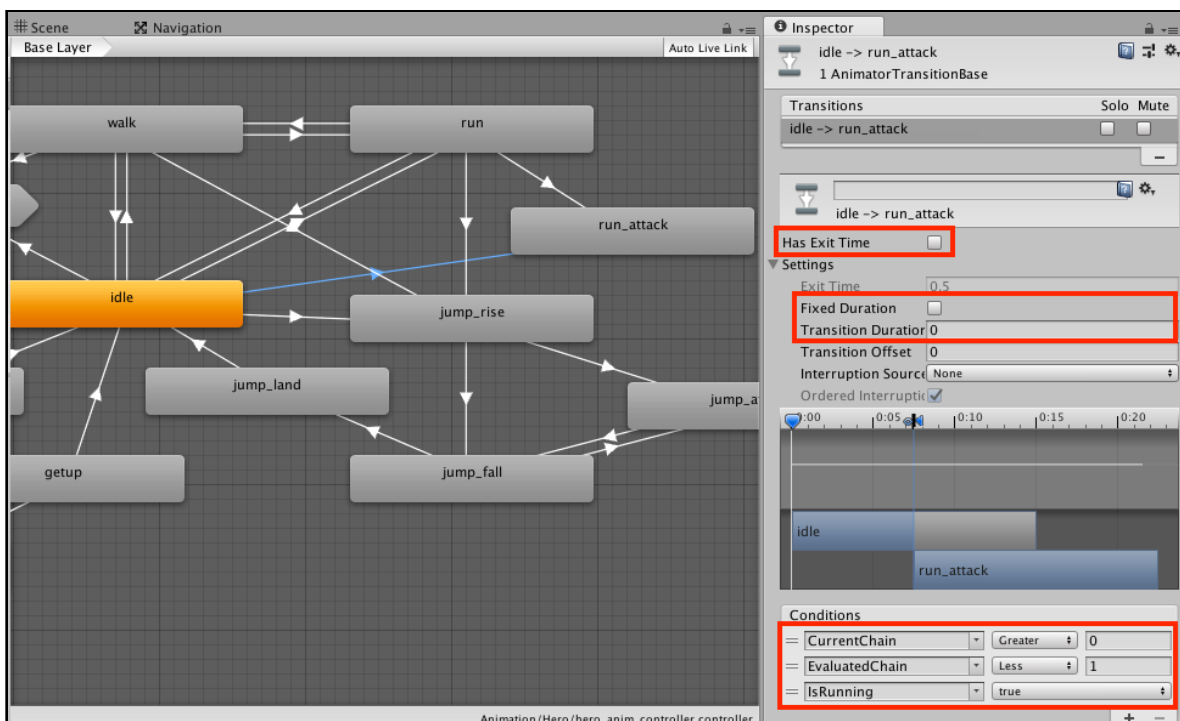 Scene
Navigation
Base Layer
Auto Live Link
walk
run
run_attack
idle
jump_rise
jump_land
jump_a
getup
jump_fall
Animation/Hero/hero_anim_controller.controller
Inspector
idle -> run_attack
1 AnimatorTransitionBase
Transitions Solo Mute
idle -> run_attack
idle -> run_attack
Has Exit Time
Settings
Exit Time 0.5
Fixed Duration
Transition Duration 0
Transition Offset 0
Interruption Source None
Ordered Interruptic
0:00 0:05 0:10 0:15 0:20
idle
run_attack
Conditions
= CurrentChain Greater 0
= EvaluatedChain Less 1
= IsRunning true
+ −